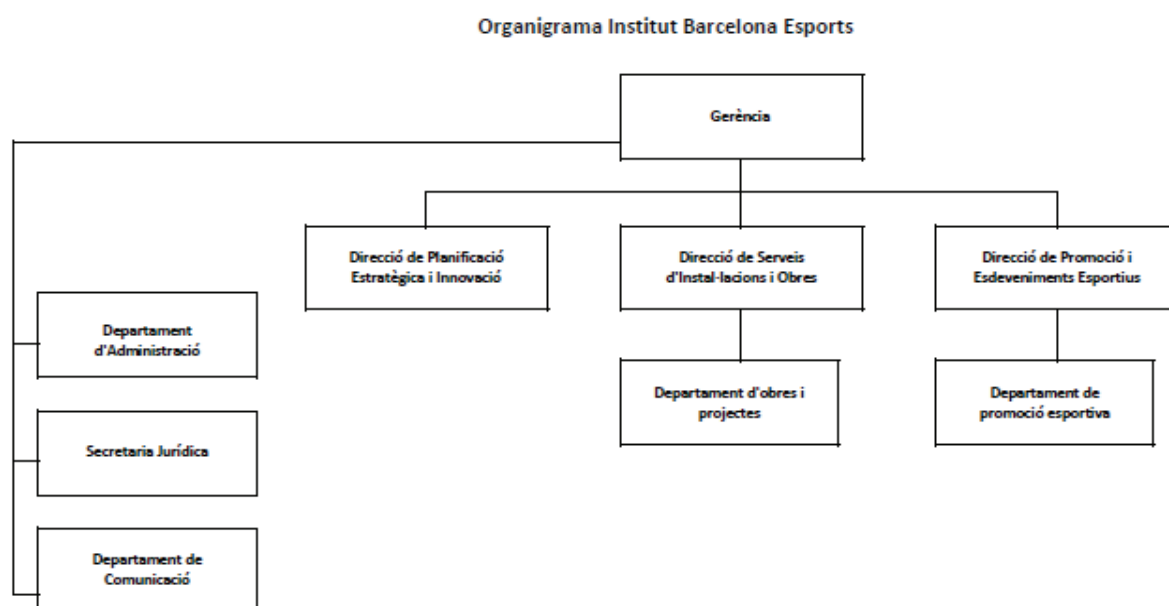 Organigrama Institut Barcelona Esports
Gerència
Direcció de Planificació
Estratègica i Innovació
Direcció de Serveis
d'Instal·lacions i Obres
Direcció de Promoció i
Esdeveniments Esportius
Departament
d'Administració
Departament d'obres i
projectes
Departament de
promoció esportiva
Secretaria Jurídica
Departament de
Comunicació